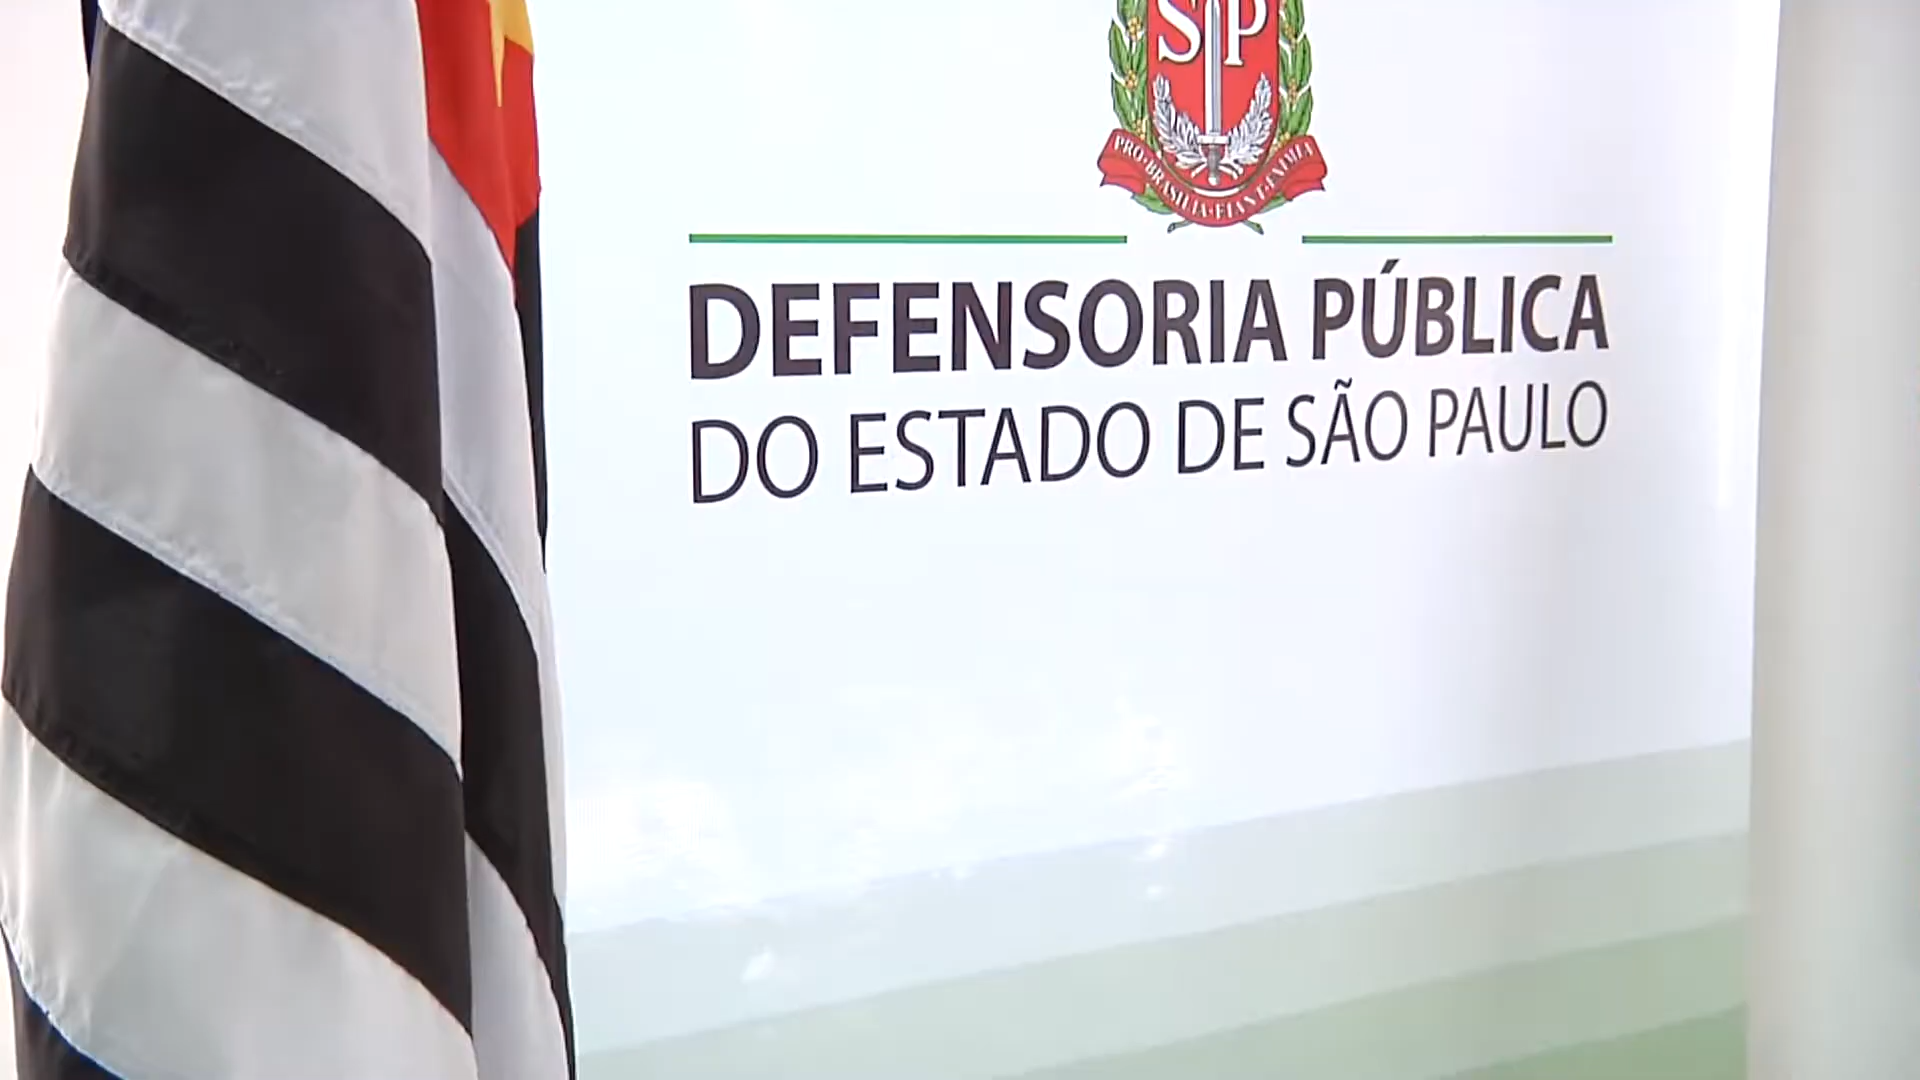 SP
PRO·BRASILIA·FIANT·EXIMIA
DEFENSORIA PÚBLICA
DO ESTADO DE SÃO PAULO